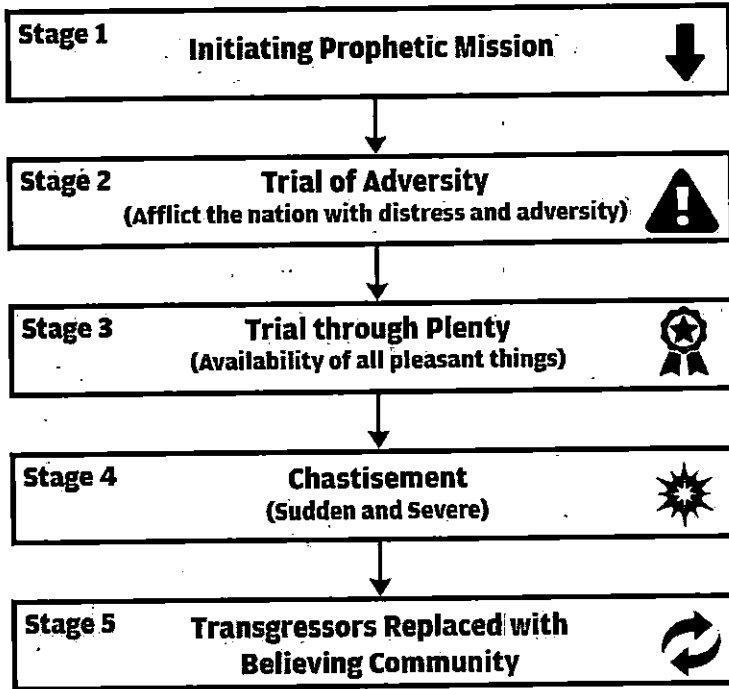 Stage 1
Initiating Prophetic Mission
Stage 2
Trial of Adversity
(Afflict the nation with distress and adversity)
Stage 3
Trial through Plenty
(Availability of all pleasant things)
Stage 4
Chastisement
(Sudden and Severe)
Stage 5
Transgressors Replaced with
Believing Community